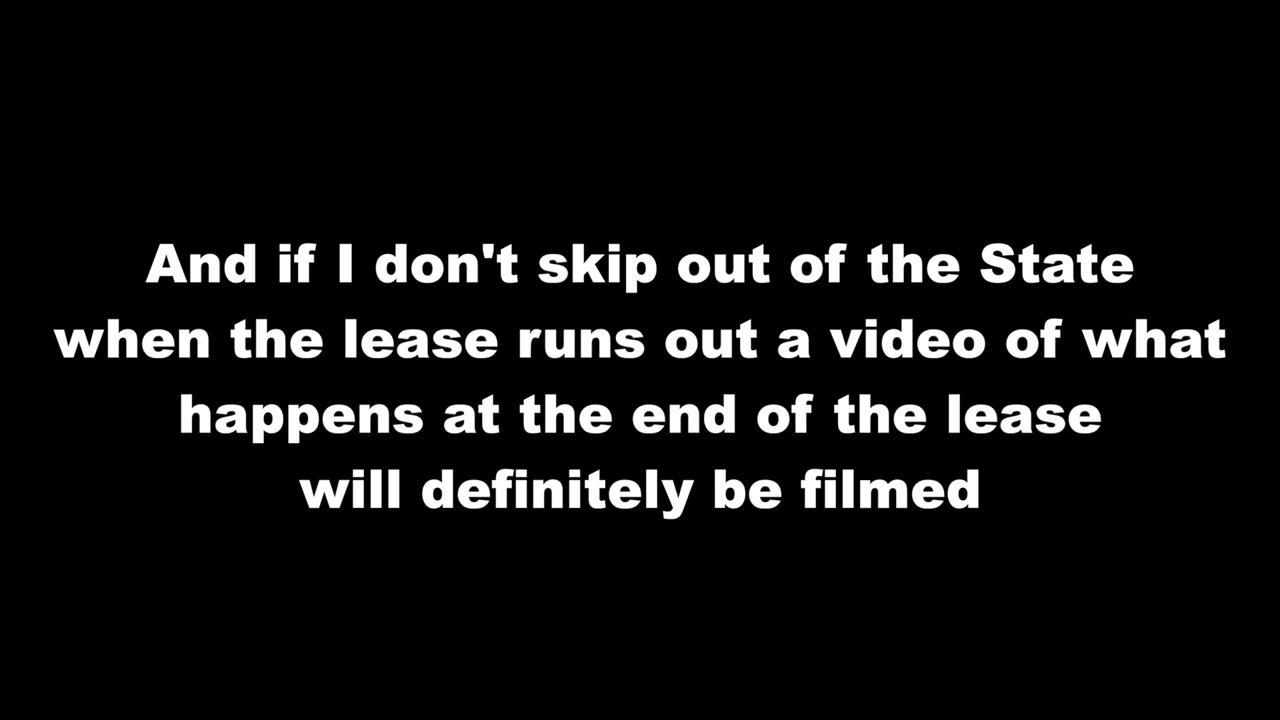 And if I don't skip out of the State
when the lease runs out a video of what
happens at the end of the lease
will definitely be filmed